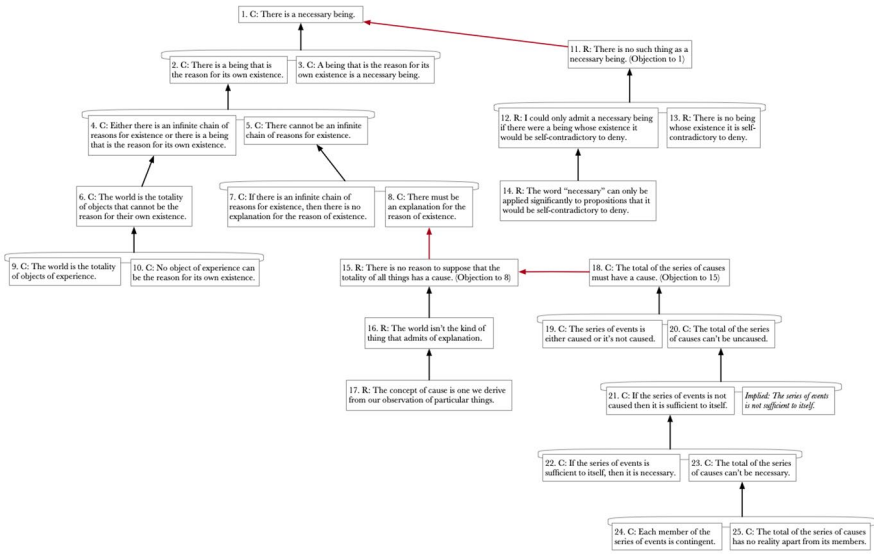 1. C: There is a necessary being.
11. R: There is no such thing as a
necessary being. (Objection to 1)
2. C: There is a being that is
the reason for its own existence.
3. C: A being that is the reason for its
own existence is a necessary being.
4. C: Either there is an infinite chain of
reasons for existence or there is a being
that is the reason for its own existence.
5. C: There cannot be an infinite
chain of reasons for existence.
12. R: I could only admit a necessary being
if there were a being whose existence it
would be self-contradictory to deny.
13. R: There is no being
whose existence it is self-
contradictory to deny.
6. C: The world is the totality
of objects that cannot be the
reason for their own existence.
7. C: If there is an infinite chain of
reasons for existence, then there is no
explanation for the reason of existence.
8. C: There must be
an explanation for the
reason of existence.
14. R: The word “necessary” can only be
applied significantly to propositions that it
would be self-contradictory to deny.
9. C: The world is the totality
of objects of experience.
10. C: No object of experience can
be the reason for its own existence.
15. R: There is no reason to suppose that the
totality of all things has a cause. (Objection to 8)
18. C: The total of the series of causes
must have a cause. (Objection to 15)
16. R: The world isn’t the kind of
thing that admits of explanation.
19. C: The series of events is
either caused or it’s not caused.
20. C: The total of the series
of causes can’t be uncaused.
17. R: The concept of cause is one we derive
from our observation of particular things.
21. C: If the series of events is not
caused then it is sufficient to itself.
Implied: The series of events
is not sufficient to itself.
22. C: If the series of events is
sufficient to itself, then it is necessary.
23. C: The total of the series
of causes can’t be necessary.
24. C: Each member of the
series of events is contingent.
25. C: The total of the series of causes
has no reality apart from its members.